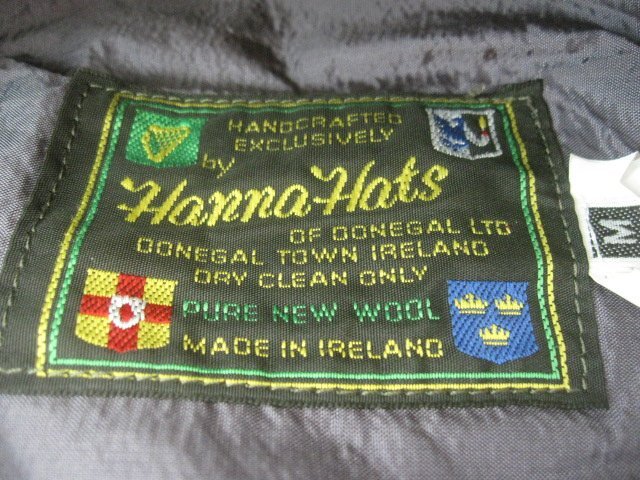 HANDCRAFTED
EXCLUSIVELY
by
Hanna Hats
OF DONEGAL LTD
DONEGAL TOWN IRELAND
DRY CLEAN ONLY
PURE NEW WOOL
MADE IN IRELAND
M